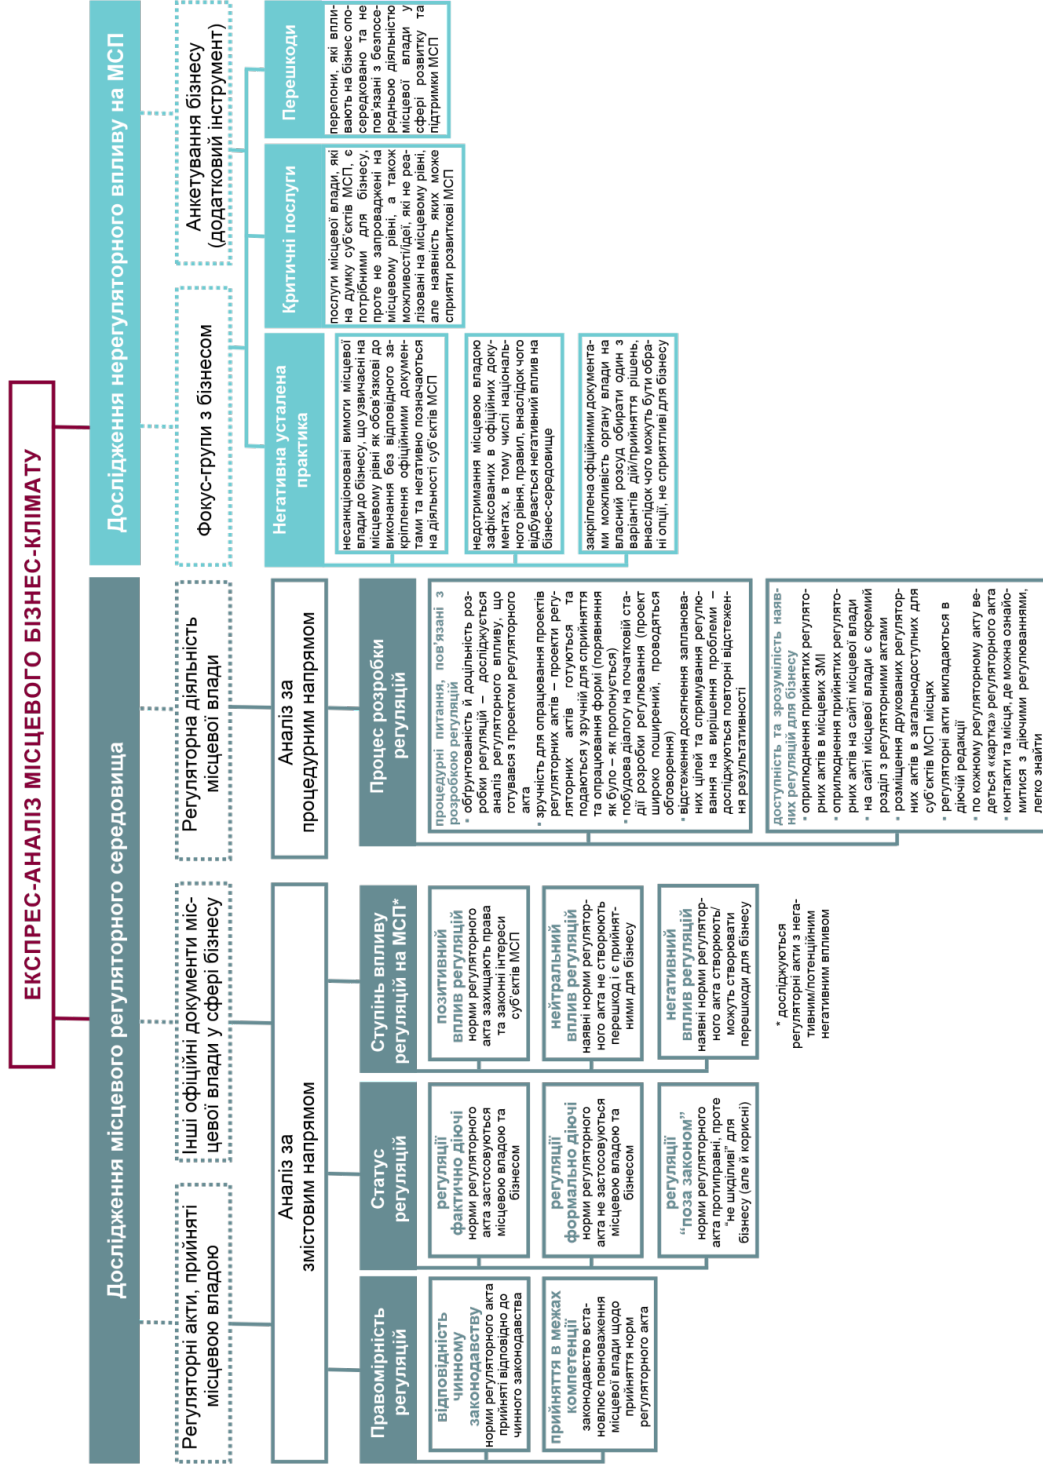 ЕКСПРЕС-АНАЛІЗ МІСЦЕВОГО БІЗНЕС-КЛІМАТУ
Дослідження місцевого регуляторного середовища
Регуляторні акти, прийняті
місцевою владою
Інші офіційні документи міс-
цевої влади у сфері бізнесу
Регуляторна діяльність
місцевої влади
Аналіз за
змістовим напрямом
Аналіз за
процедурним напрямом
Правомірність
регуляцій
відповідність
чинному
законодавству
норми регуляторного акта
прийняті відповідно до
чинного законодавства
прийняття в межах
компетенції
законодавство вста-
новлює повноваження
місцевої влади щодо
прийняття норм
регуляторного акта
Статус
регуляцій
регуляції
фактично діючі
норми регуляторного
акта застосовуються
місцевою владою та
бізнесом
регуляції
формально діючі
норми регуляторного
акта не застосовуються
місцевою владою та
бізнесом
регуляції
“поза законом”
норми регуляторного
акта протиправні, проте
“не шкідливі” для
бізнесу (але й корисні)
Ступінь впливу
регуляцій на МСП*
позитивний
вплив регуляцій
норми регуляторного
акта захищають права
та законні інтереси
суб’єктів МСП
нейтральний
вплив регуляцій
наявні норми регулятор-
ного акта не створюють
перешкод і є прийнят-
ними для бізнесу
негативний
вплив регуляцій
наявні норми регулятор-
ного акта створюють/
можуть створювати
перешкоди для бізнесу
* досліджуються
регуляторні акти з нега-
тивним/потенційним
негативним впливом
Процес розробки
регуляцій
процедурні питання, пов’язані з
розробкою регуляцій
* обґрунтованість й доцільність роз-
робки регуляцій – досліджується
аналіз регуляторного впливу, що
готувався з проектом регуляторного
акта
* зручність для опрацювання проектів
регуляторних актів – проекти регу-
ляторних актів готуються та
подаються у зручній для сприйняття
та опрацювання формі (порівняння
як було – як пропонується)
* побудова діалогу на початковій ста-
дії розробки регулювання (проект
широко поширений, проводяться
обговорення)
* відстеження досягнення запланова-
них цілей та спрямування регулю-
вання на вирішення проблеми –
досліджуються повторні відстежен-
ня результативності
доступність та зрозумілість наяв-
них регуляцій для бізнесу
* оприлюднення прийнятих регулято-
рних актів в місцевих ЗМІ
* оприлюднення прийнятих регулято-
рних актів на сайті місцевої влади
* на сайті місцевої влади є окремий
розділ з регуляторними актами
* розміщення друкованих регулятор-
них актів в загальнодоступних для
суб’єктів МСП місцях
* регуляторні акти викладаються в
діючій редакції
* по кожному регуляторному акту ве-
деться «картка» регуляторного акта
* контакти та місця, де можна ознайо-
митися з діючими регулюваннями,
легко знайти
Дослідження нерегуляторного впливу на МСП
Фокус-групи з бізнесом
Анкетування бізнесу
(додатковий інструмент)
Негативна усталена
практика
несанкціоновані вимоги місцевої
влади до бізнесу, що узвичаєні на
місцевому рівні як обов’язкові до
виконання без відповідного за-
кріплення офіційними докумен-
тами та негативно позначаються
на діяльності суб’єктів МСП
недотримання місцевою владою
зафіксованих в офіційних доку-
ментах, в тому числі національ-
ного рівня, правил, внаслідок чого
відбувається негативний вплив на
бізнес-середовище
закріплена офіційними документа-
ми можливість органу влади на
власний розсуд обирати один з
варіантів дій/прийняття рішень,
внаслідок чого можуть бути обра-
ні опції, не сприятливі для бізнесу
Критичні послуги
послуги місцевої влади, які
на думку суб’єктів МСП, є
потрібними для бізнесу,
проте не запроваджені на
місцевому рівні, а також
можливості/ідеї, які не реа-
лізовані на місцевому рівні,
але наявність яких може
сприяти розвиткові МСП
Перешкоди
перепони, які впли-
вають на бізнес опо-
середковано та не
пов’язані з безпосе-
редньою діяльністю
місцевої влади у
сфері розвитку та
підтримки МСП